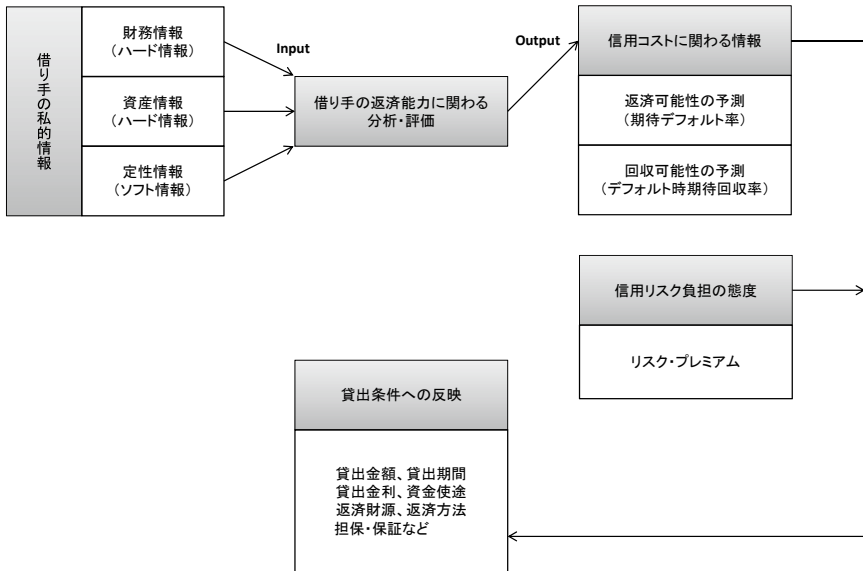 借り手の私的情報
財務情報
（ハード情報）
資産情報
（ハード情報）
定性情報
（ソフト情報）
Input
借り手の返済能力に関わる
分析・評価
Output
信用コストに関わる情報
返済可能性の予測
（期待デフォルト率）
回収可能性の予測
（デフォルト時期待回収率）
信用リスク負担の態度
リスク・プレミアム
貸出条件への反映
貸出金額、貸出期間
貸出金利、資金使途
返済財源、返済方法
担保・保証など